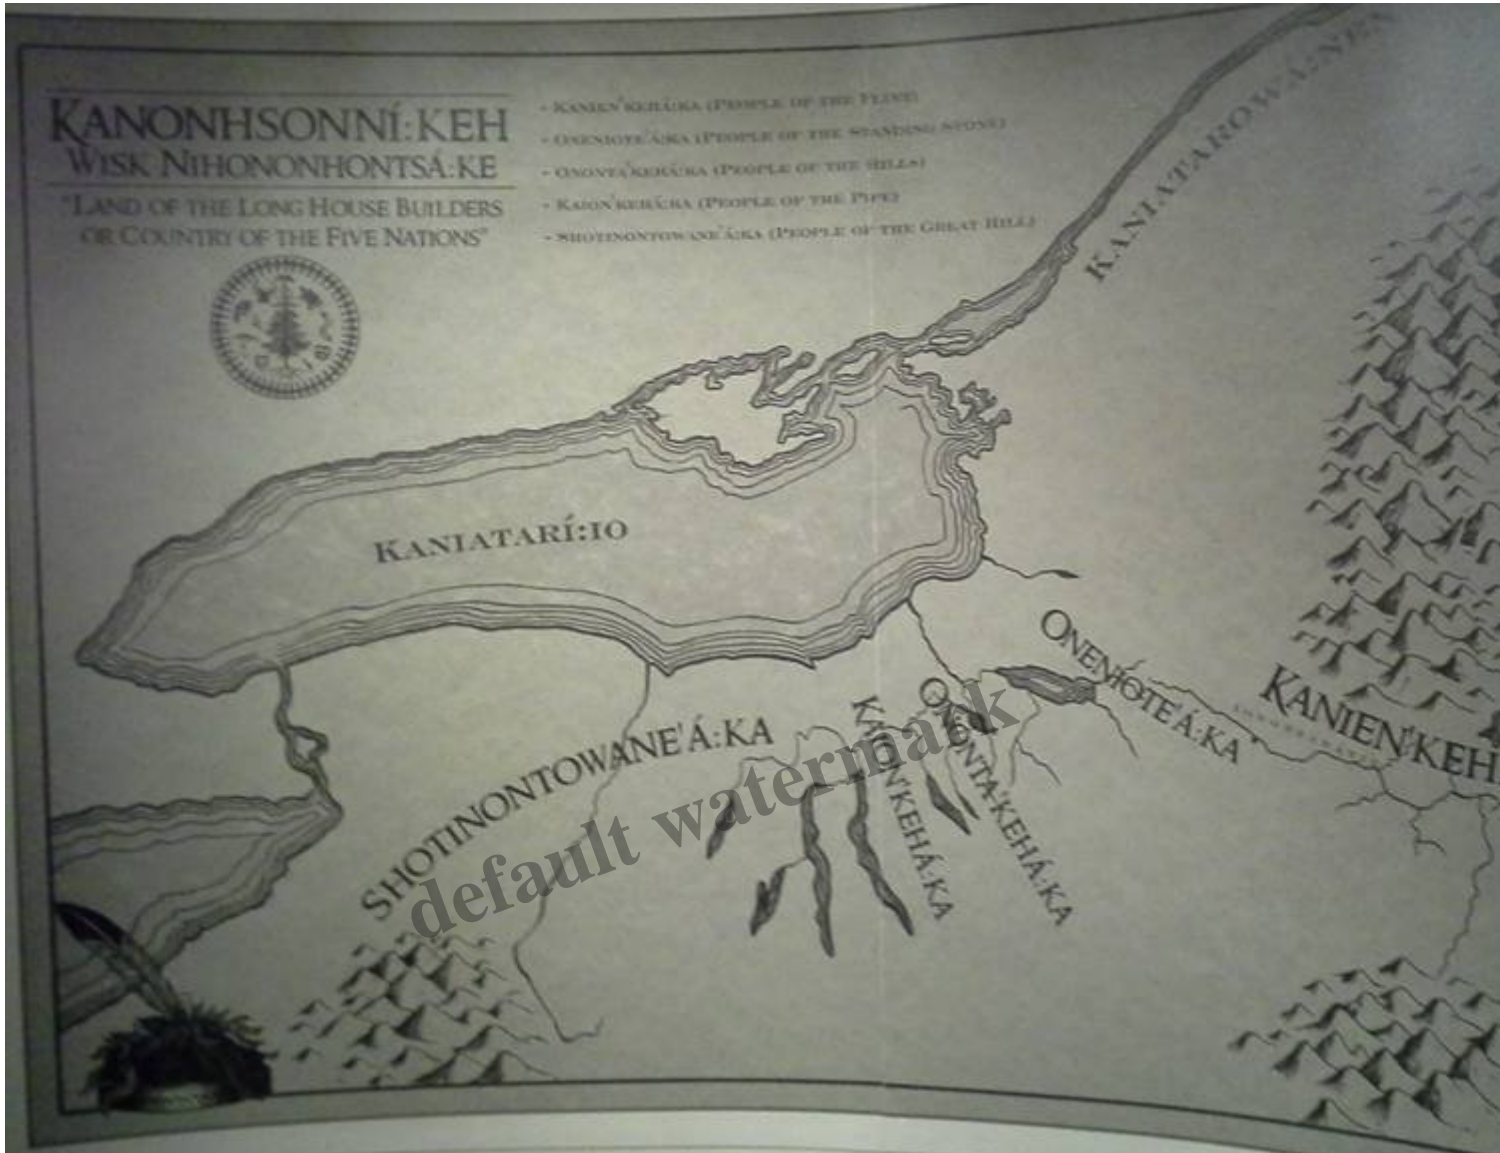 KANONHSONNÍ:KEH
WISK NIHONONHONTSÁ:KE
"LAND OF THE LONG HOUSE BUILDERS
OR COUNTRY OF THE FIVE NATIONS"
- KANIEN'KEHÁ:KA (PEOPLE OF THE FLINT)
- ONENIOTE'Á:KA (PEOPLE OF THE STANDING STONE)
- ONONTA'KEHÁ:KA (PEOPLE OF THE HILLS)
- KAION'KEHÁ:KA (PEOPLE OF THE PIPE)
- SHOTINONTOWANE'Á:KA (PEOPLE OF THE GREAT HILL)
KANIATAROWÁ:NEN
KANIATARÍ:IO
ONENIOTE'Á:KA
KANIEN'KEH
SHOTINONTOWANE'Á:KA
KAION'KEHÁ:KA
ONONTA'KEHÁ:KA
default watermark